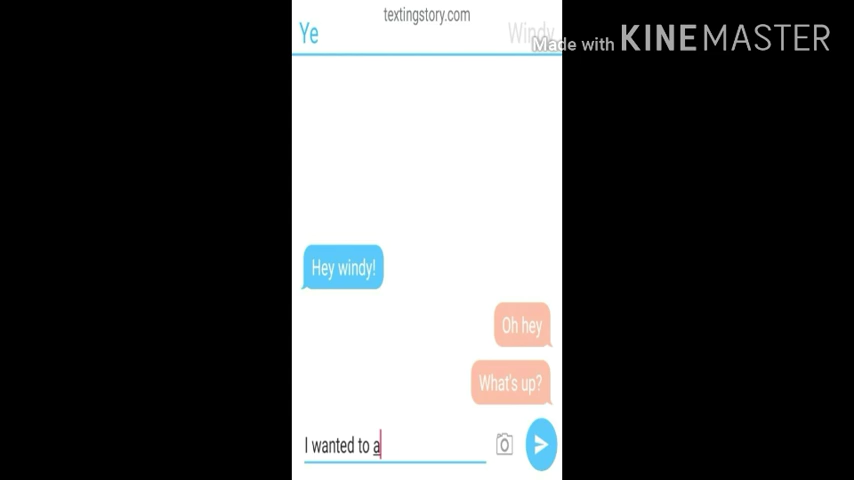 textingstory.com
Ye
Windy
Made with KINEMASTER
Hey windy!
Oh hey
What's up?
I wanted to a